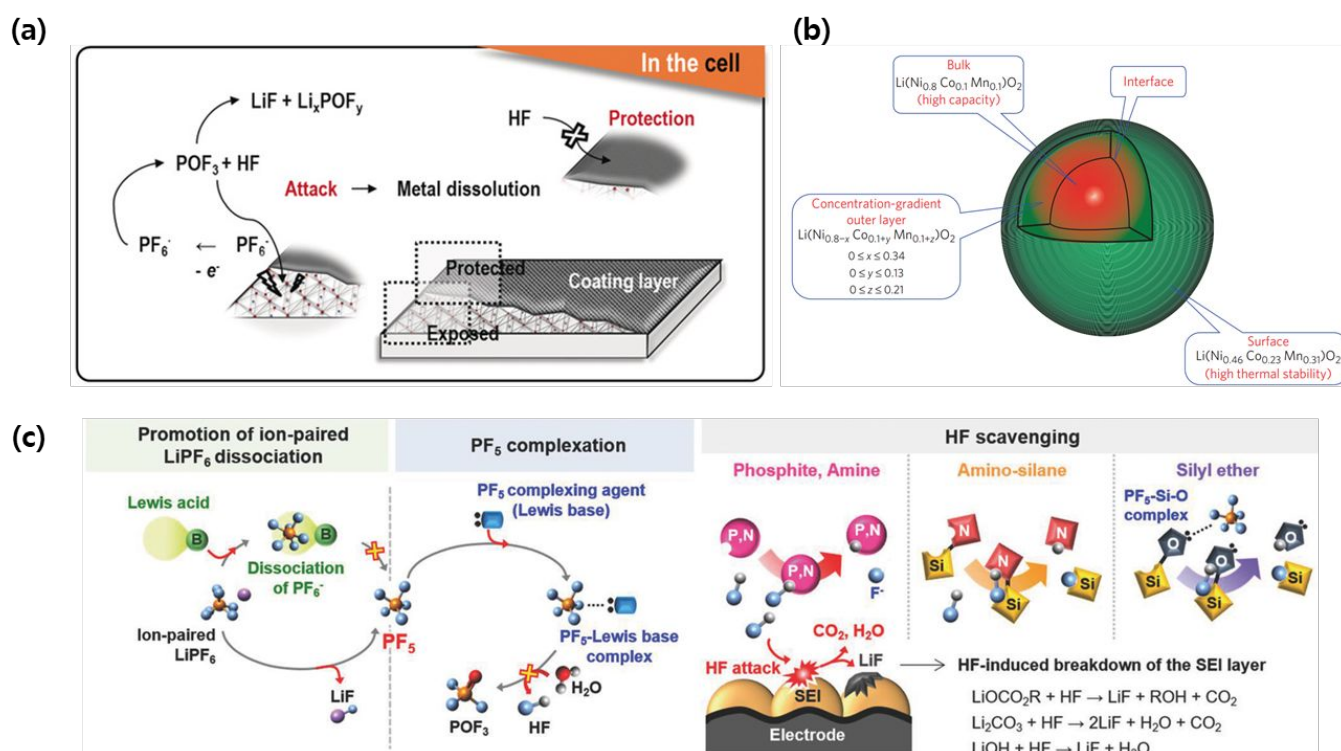 (a)
In the cell
LiF + LiₓPOFᵧ
HF
Protection
POF₃ + HF
Attack → Metal dissolution
PF₆˙ ← PF₆⁻
- e⁻
Protected
Coating layer
Exposed
(b)
Bulk
Li(Ni₀.₈ Co₀.₁ Mn₀.₁)O₂
(high capacity)
Interface
Concentration-gradient
outer layer
Li(Ni₀.₈₋ₓ Co₀.₁₊ᵧ Mn₀.₁₊z)O₂
0 ≤ x ≤ 0.34
0 ≤ y ≤ 0.13
0 ≤ z ≤ 0.21
Surface
Li(Ni₀.₄₆ Co₀.₂₃ Mn₀.₃₁)O₂
(high thermal stability)
(c)
Promotion of ion-paired
LiPF₆ dissociation
Lewis acid
B
B
Dissociation
of PF₆⁻
Ion-paired
LiPF₆
LiF
PF₅
PF₅ complexation
PF₅ complexing agent
(Lewis base)
PF₅-Lewis base
complex
H₂O
POF₃
HF
HF scavenging
Phosphite, Amine
P,N
P,N
P,N
F⁻
Amino-silane
N
Si
N
Si
N
Si
Silyl ether
PF₅-Si-O
complex
O
Si
O
Si
O
Si
CO₂, H₂O
HF attack
LiF
SEI
Electrode
HF-induced breakdown of the SEI layer
LiOCO₂R + HF → LiF + ROH + CO₂
Li₂CO₃ + HF → 2LiF + H₂O + CO₂
LiOH + HF → LiF + H₂O